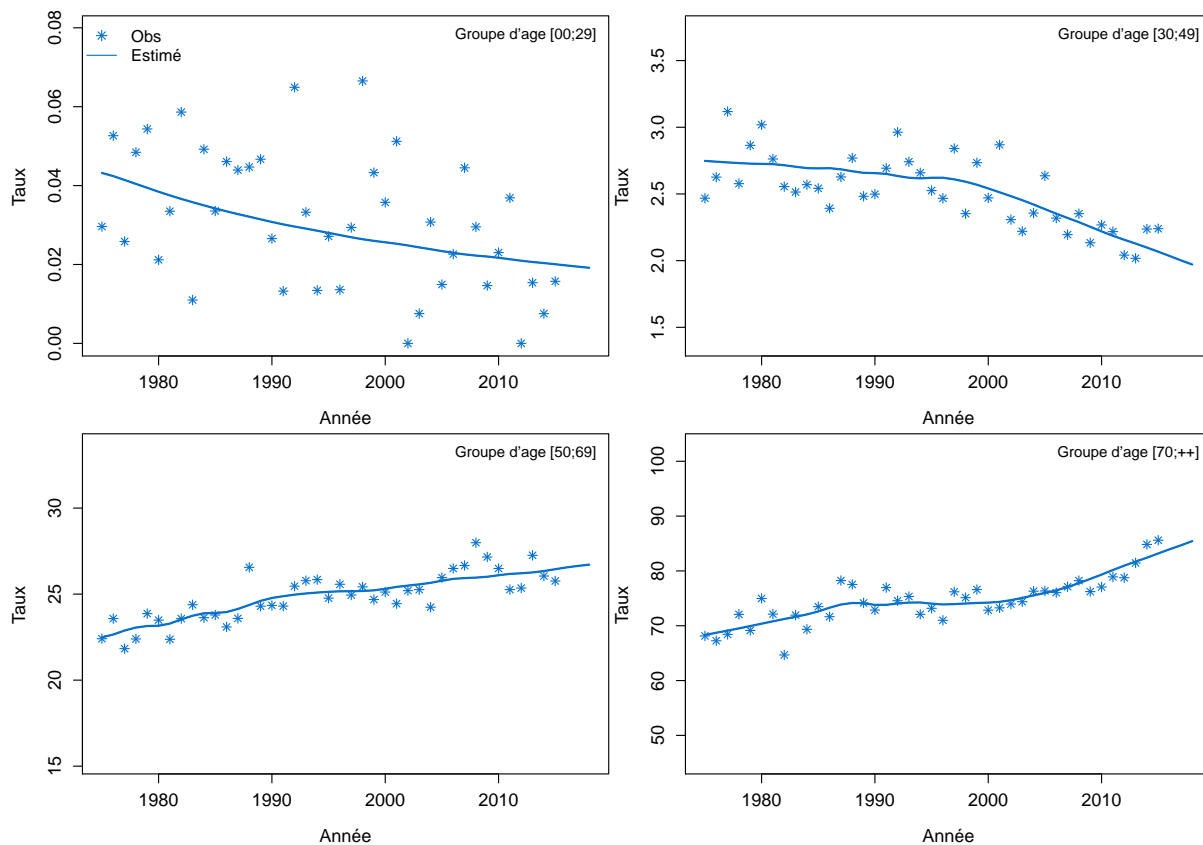 Obs
Estimé
Groupe d'age [00;29]
Taux
0.08
0.06
0.04
0.02
0.00
1980 1990 2000 2010
Année
Groupe d'age [30;49]
Taux
3.5
3.0
2.5
2.0
1.5
1980 1990 2000 2010
Année
Groupe d'age [50;69]
Taux
30
25
20
15
1980 1990 2000 2010
Année
Groupe d'age [70;++]
Taux
100
90
80
70
60
50
1980 1990 2000 2010
Année